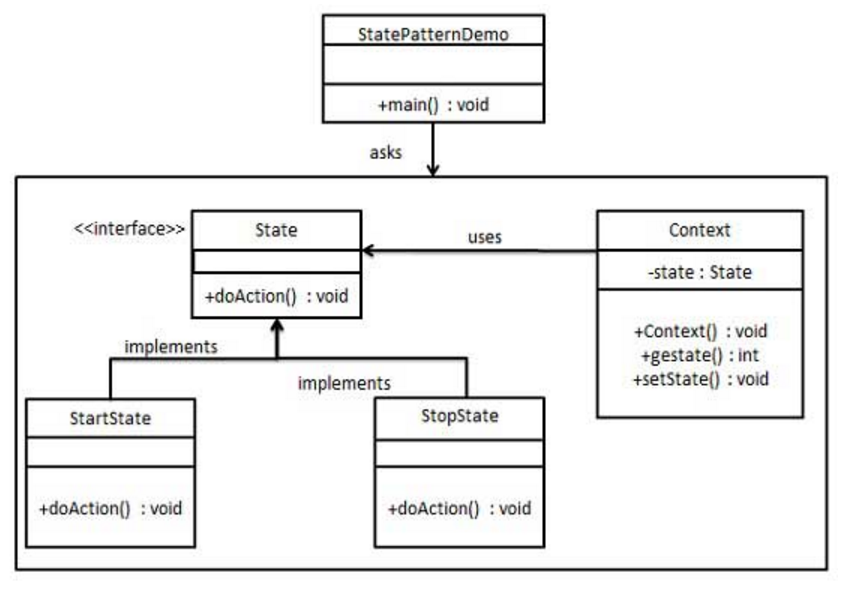 StatePatternDemo
+main() : void
asks
<<interface>>
State
+doAction() : void
uses
Context
-state : State
+Context() : void
+gestate() : int
+setState() : void
implements
implements
StartState
+doAction() : void
StopState
+doAction() : void